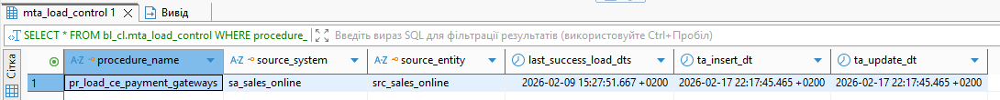 mta_load_control 1 Вивід
SELECT * FROM bl_cl.mta_load_control WHERE procedure_ Введіть вираз SQL для фільтрації результатів (використовуйте Ctrl+Пробіл)
Сітка
A-Z procedure_name A-Z source_system A-Z source_entity last_success_load_dts ta_insert_dt ta_update_dt
1 pr_load_ce_payment_gateways sa_sales_online src_sales_online 2026-02-09 15:27:51.667 +0200 2026-02-17 22:17:45.465 +0200 2026-02-17 22:17:45.465 +0200